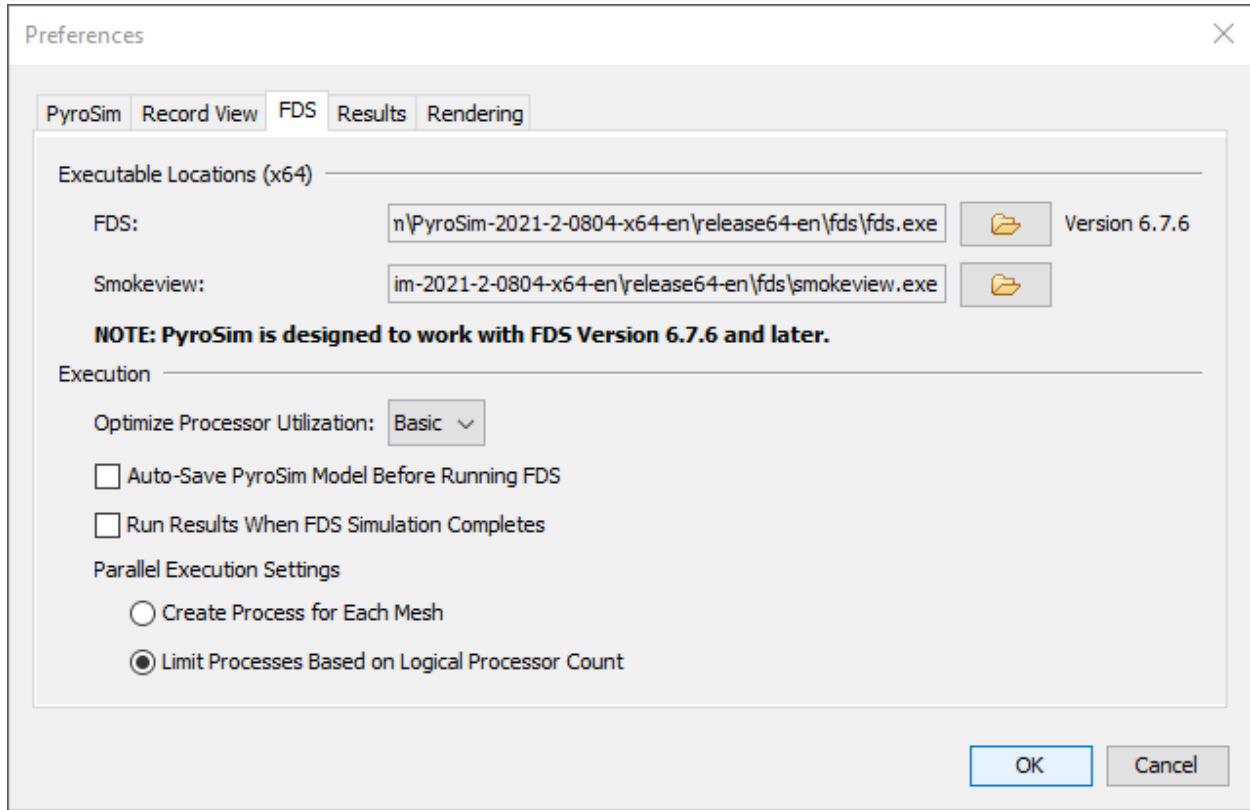 Preferences
PyroSim Record View FDS Results Rendering
Executable Locations (x64)
FDS: n\PyroSim-2021-2-0804-x64-en\release64-en\fds\fds.exe Version 6.7.6
Smokeview: im-2021-2-0804-x64-en\release64-en\fds\smokeview.exe
NOTE: PyroSim is designed to work with FDS Version 6.7.6 and later.
Execution
Optimize Processor Utilization: Basic
Auto-Save PyroSim Model Before Running FDS
Run Results When FDS Simulation Completes
Parallel Execution Settings
Create Process for Each Mesh
Limit Processes Based on Logical Processor Count
OK Cancel